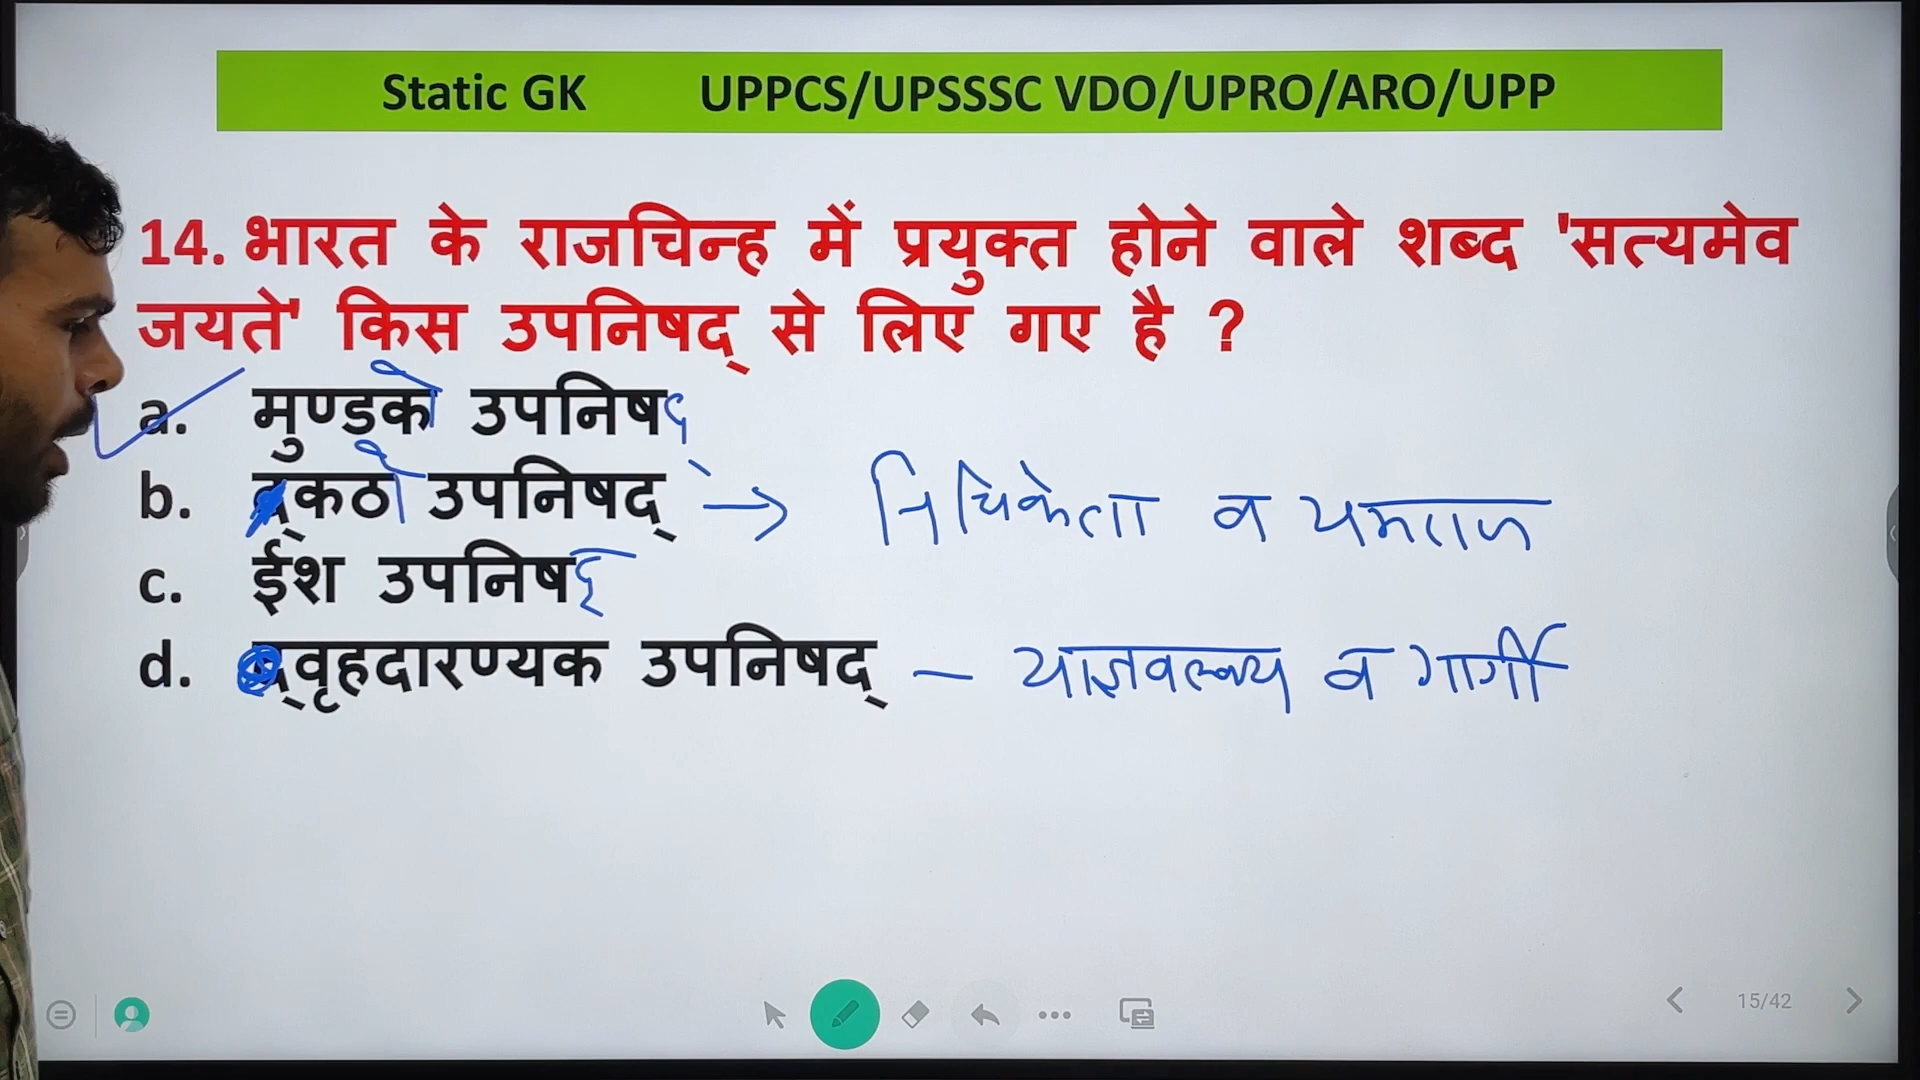 Static GK UPPCS/UPSSSC VDO/UPRO/ARO/UPP
14. भारत के राजचिन्ह में प्रयुक्त होने वाले शब्द 'सत्यमेव
जयते' किस उपनिषद् से लिए गए है ?
a. मुण्डको उपनिषद्
b. कठो उपनिषद् → निचिकेता व यमराज
c. ईश उपनिषद्
d. वृहदारण्यक उपनिषद् – याज्ञवल्क्य व गार्गी
15/42